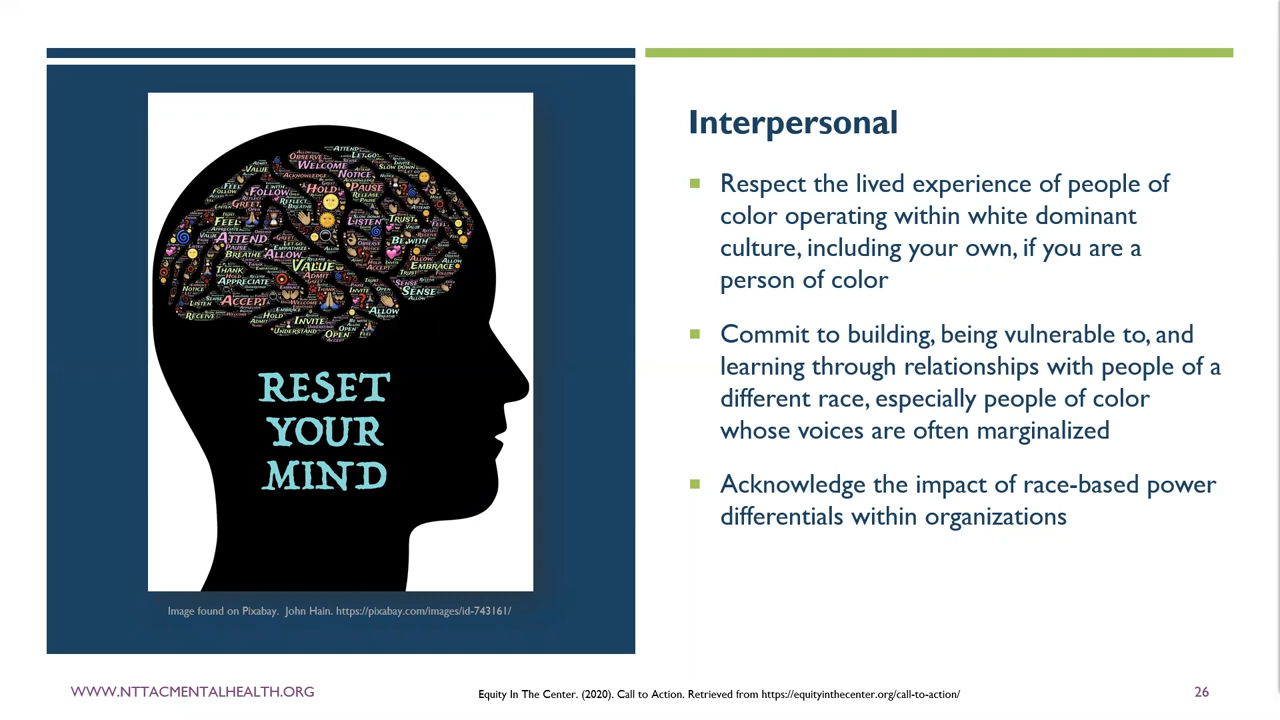 RESET
YOUR
MIND
Image found on Pixabay. John Hain. https://pixabay.com/images/id-743161/
Interpersonal
Respect the lived experience of people of
color operating within white dominant
culture, including your own, if you are a
person of color
Commit to building, being vulnerable to, and
learning through relationships with people of a
different race, especially people of color
whose voices are often marginalized
Acknowledge the impact of race-based power
differentials within organizations
WWW.NTTACMENTALHEALTH.ORG
Equity In The Center. (2020). Call to Action. Retrieved from https://equityinthecenter.org/call-to-action/
26